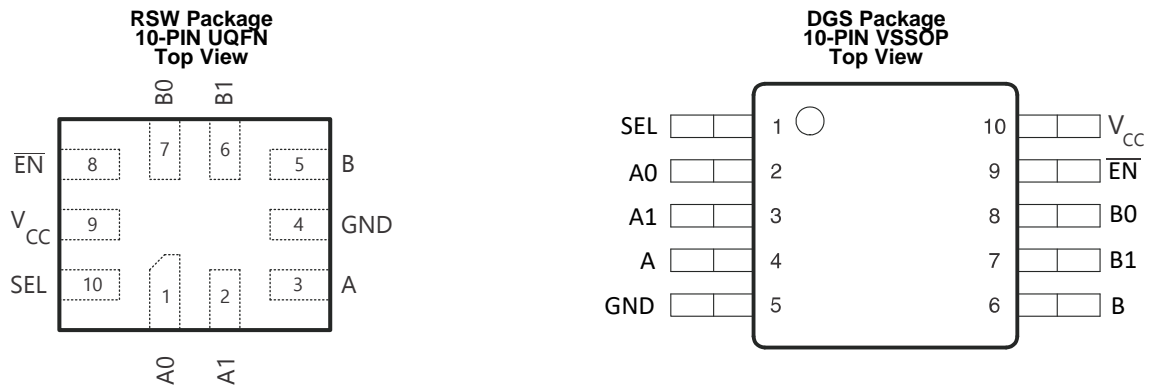 RSW Package
10-PIN UQFN
Top View
B0 B1
7 6
EN 8 5 B
VCC 9 4 GND
SEL 10 3 A
1 2
A0 A1
DGS Package
10-PIN VSSOP
Top View
SEL 1 10 VCC
A0 2 9 EN
A1 3 8 B0
A 4 7 B1
GND 5 6 B